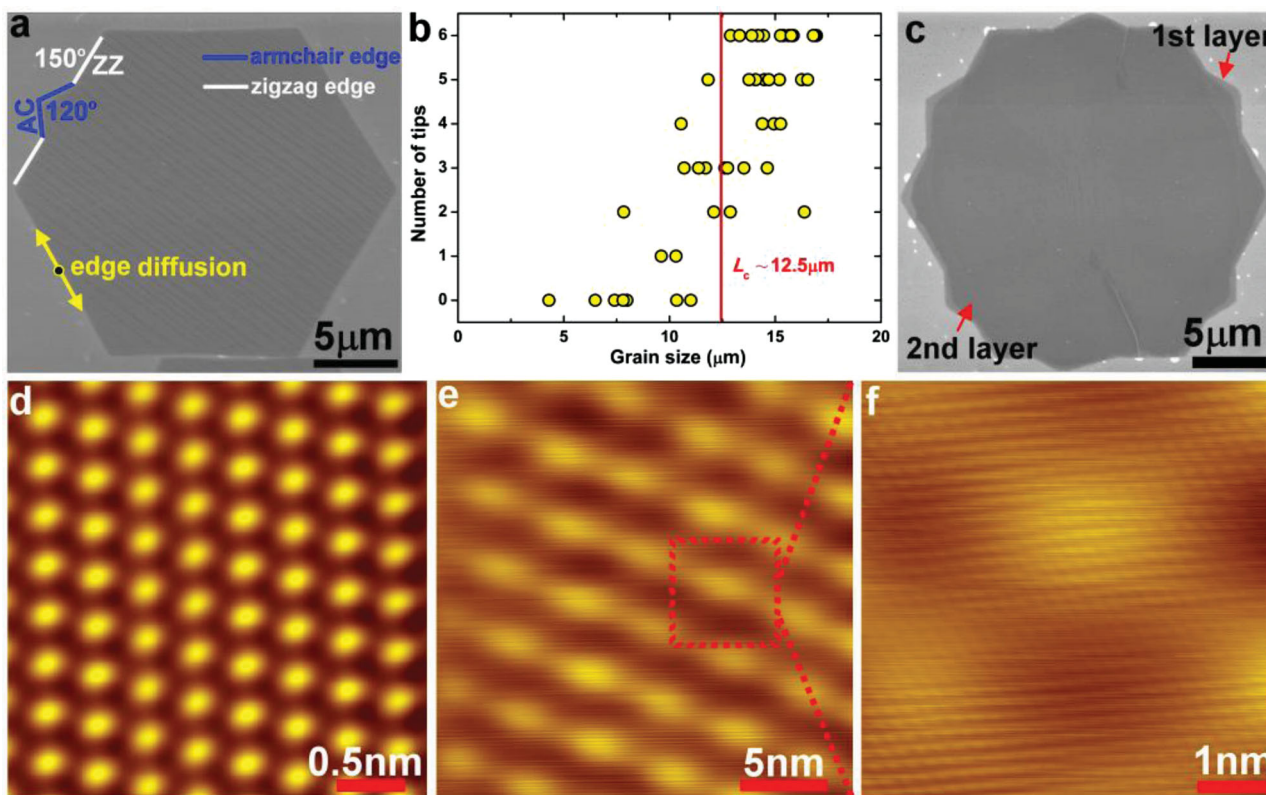 a
150° ZZ
armchair edge
zigzag edge
AC 120º
edge diffusion
5μm
b
Number of tips
6
5
4
3
2
1
0
L c ~12.5μm
0 5 10 15 20
Grain size (μm)
c
1st layer
2nd layer
5μm
d
0.5nm
e
5nm
f
1nm